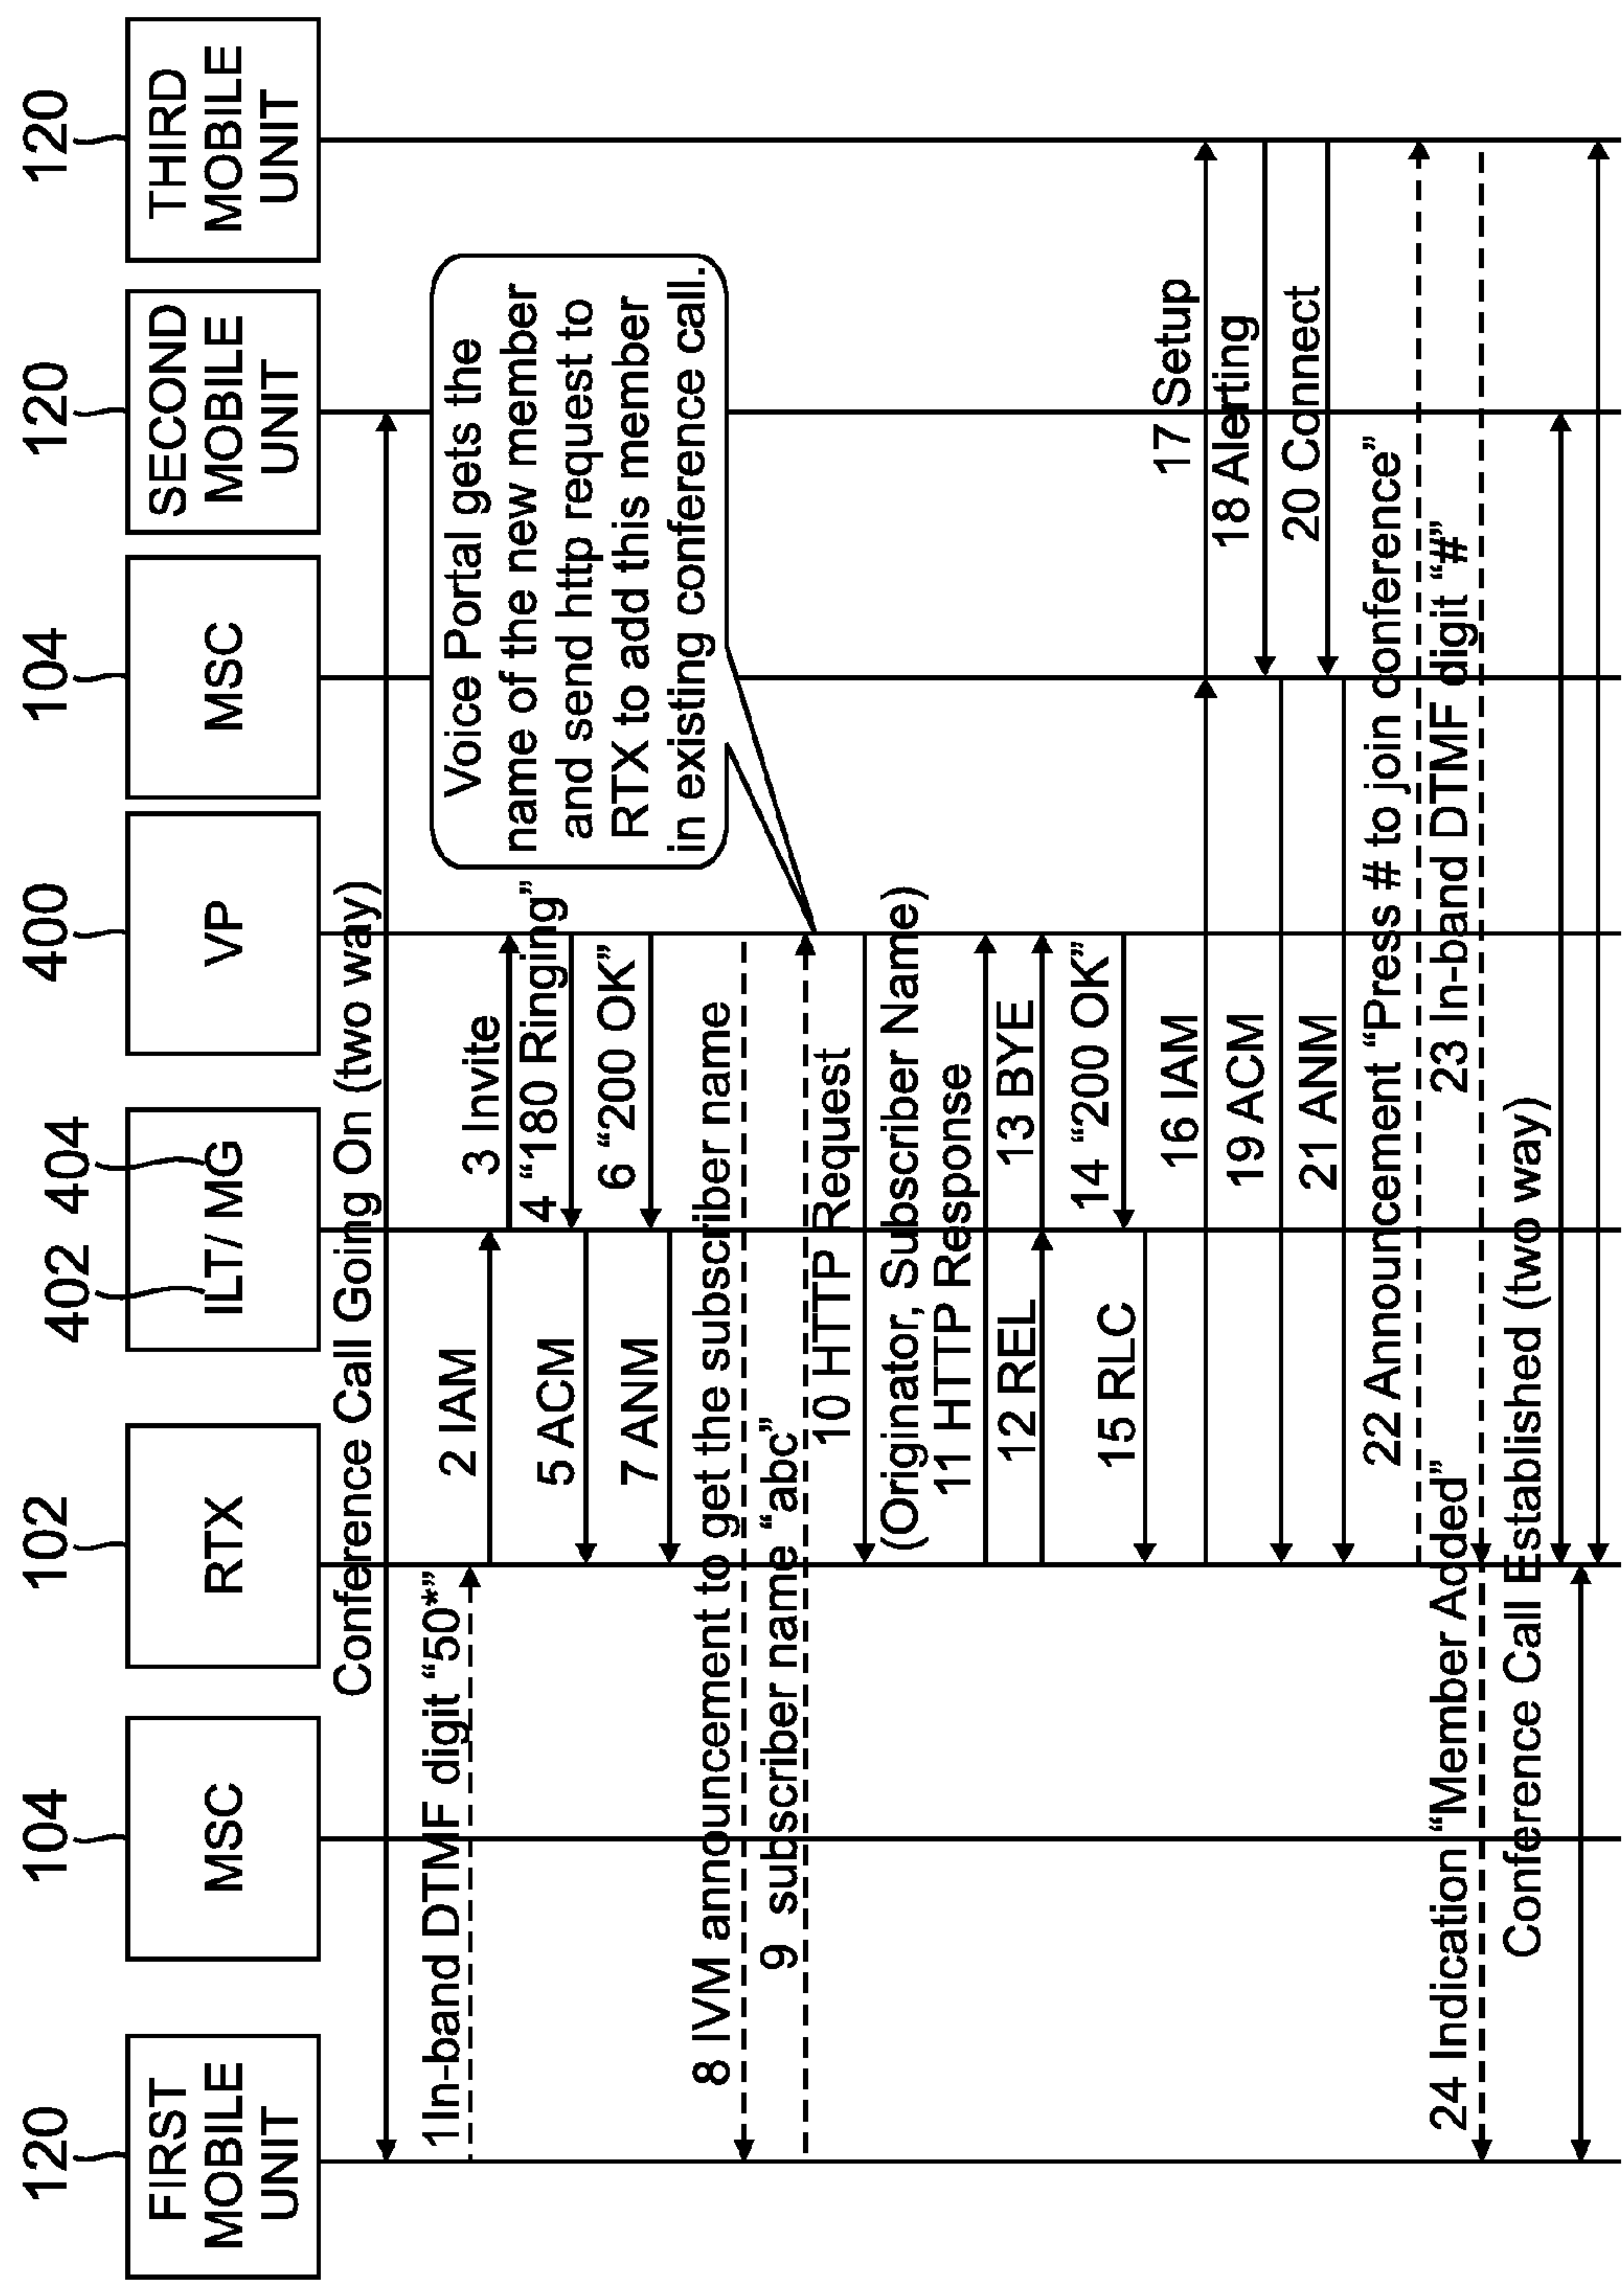 120
104
102
402
404
400
104
120
120
FIRST
MOBILE
UNIT
MSC
RTX
ILT/ MG
VP
MSC
SECOND
MOBILE
UNIT
THIRD
MOBILE
UNIT
Conference Call Going On (two way)
1In-band DTMF digit “50*”
2 IAM
3 Invite
4 “180 Ringing”
5 ACM
6 “200 OK”
7 ANM
Voice Portal gets the
name of the new member
and send http request to
RTX to add this member
in existing conference call.
8 IVM announcement to get the subscriber name
9 subscriber name “abc”
10 HTTP Request
(Originator, Subscriber Name)
11 HTTP Response
12 REL
13 BYE
14 “200 OK”
15 RLC
16 IAM
17 Setup
18 Alerting
19 ACM
20 Connect
21 ANM
22 Announcement “Press # to join conference”
23 In-band DTMF digit “#”
24 Indication “Member Added”
Conference Call Established (two way)